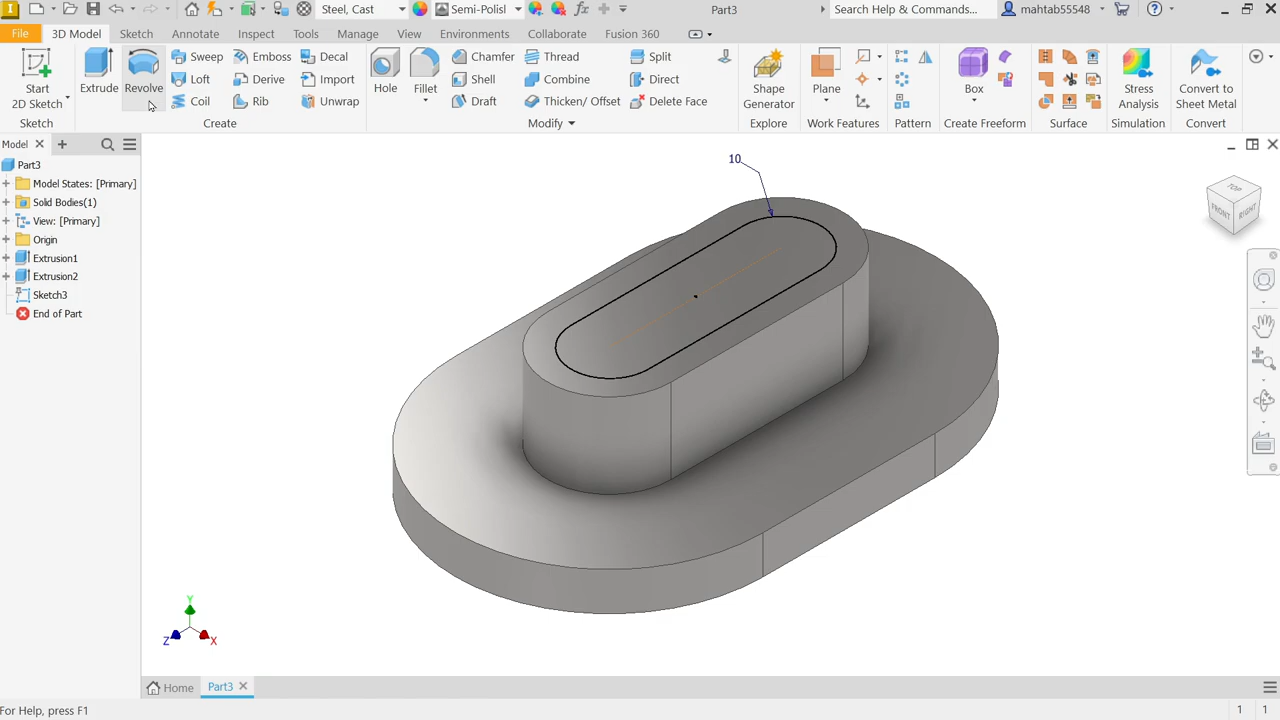 Steel, Cast
Semi-Polisl
Part3
Search Help & Commands...
mahtab55548
File
3D Model
Sketch
Annotate
Inspect
Tools
Manage
View
Environments
Collaborate
Fusion 360
Start
2D Sketch
Extrude
Revolve
Sweep
Loft
Coil
Emboss
Derive
Rib
Decal
Import
Unwrap
Hole
Fillet
Chamfer
Shell
Draft
Thread
Combine
Thicken/ Offset
Split
Direct
Delete Face
Shape
Generator
Plane
Box
Stress
Analysis
Convert to
Sheet Metal
Sketch
Create
Modify
Explore
Work Features
Pattern
Create Freeform
Surface
Simulation
Convert
Model
Part3
Model States: [Primary]
Solid Bodies(1)
View: [Primary]
Origin
Extrusion1
Extrusion2
Sketch3
End of Part
10
TOP
FRONT
RIGHT
Y
Z
X
Home
Part3
For Help, press F1
1
1